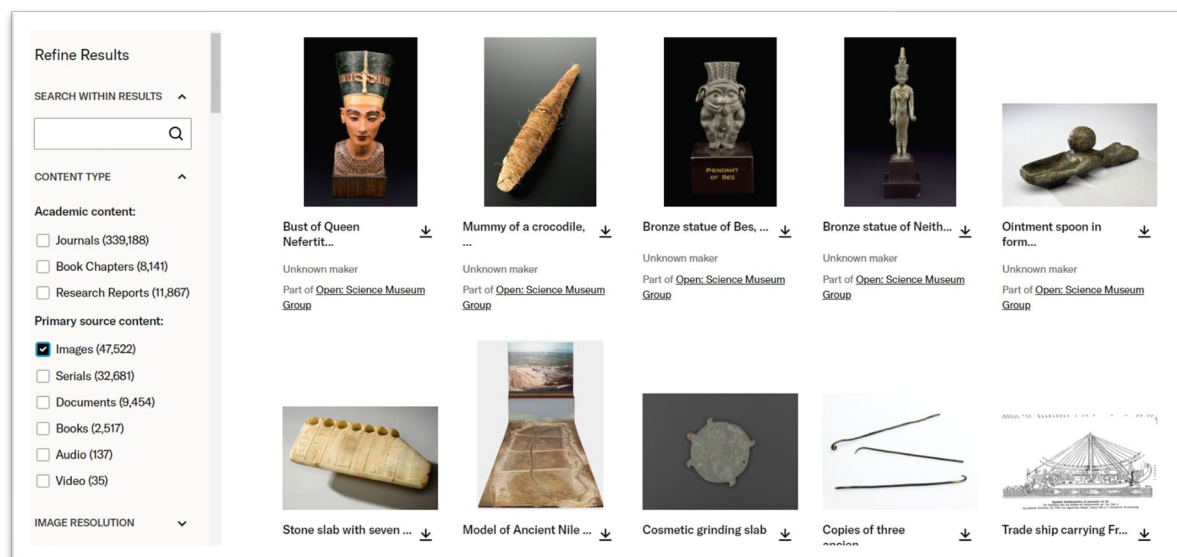 Refine Results
SEARCH WITHIN RESULTS
CONTENT TYPE
Academic content:
Journals (339,188)
Book Chapters (8,141)
Research Reports (11,867)
Primary source content:
Images (47,522)
Serials (32,681)
Documents (9,454)
Books (2,517)
Audio (137)
Video (35)
IMAGE RESOLUTION
Bust of Queen
Nefertit...
Unknown maker
Part of Open: Science Museum
Group
Mummy of a crocodile,
...
Unknown maker
Part of Open: Science Museum
Group
PENDANT
OF BES
Bronze statue of Bes, ...
Unknown maker
Part of Open: Science Museum
Group
Bronze statue of Neith...
Unknown maker
Part of Open: Science Museum
Group
Ointment spoon in
form...
Unknown maker
Part of Open: Science Museum
Group
Stone slab with seven ...
Model of Ancient Nile ...
Cosmetic grinding slab
Copies of three
ancien...
Trade ship carrying Fr...